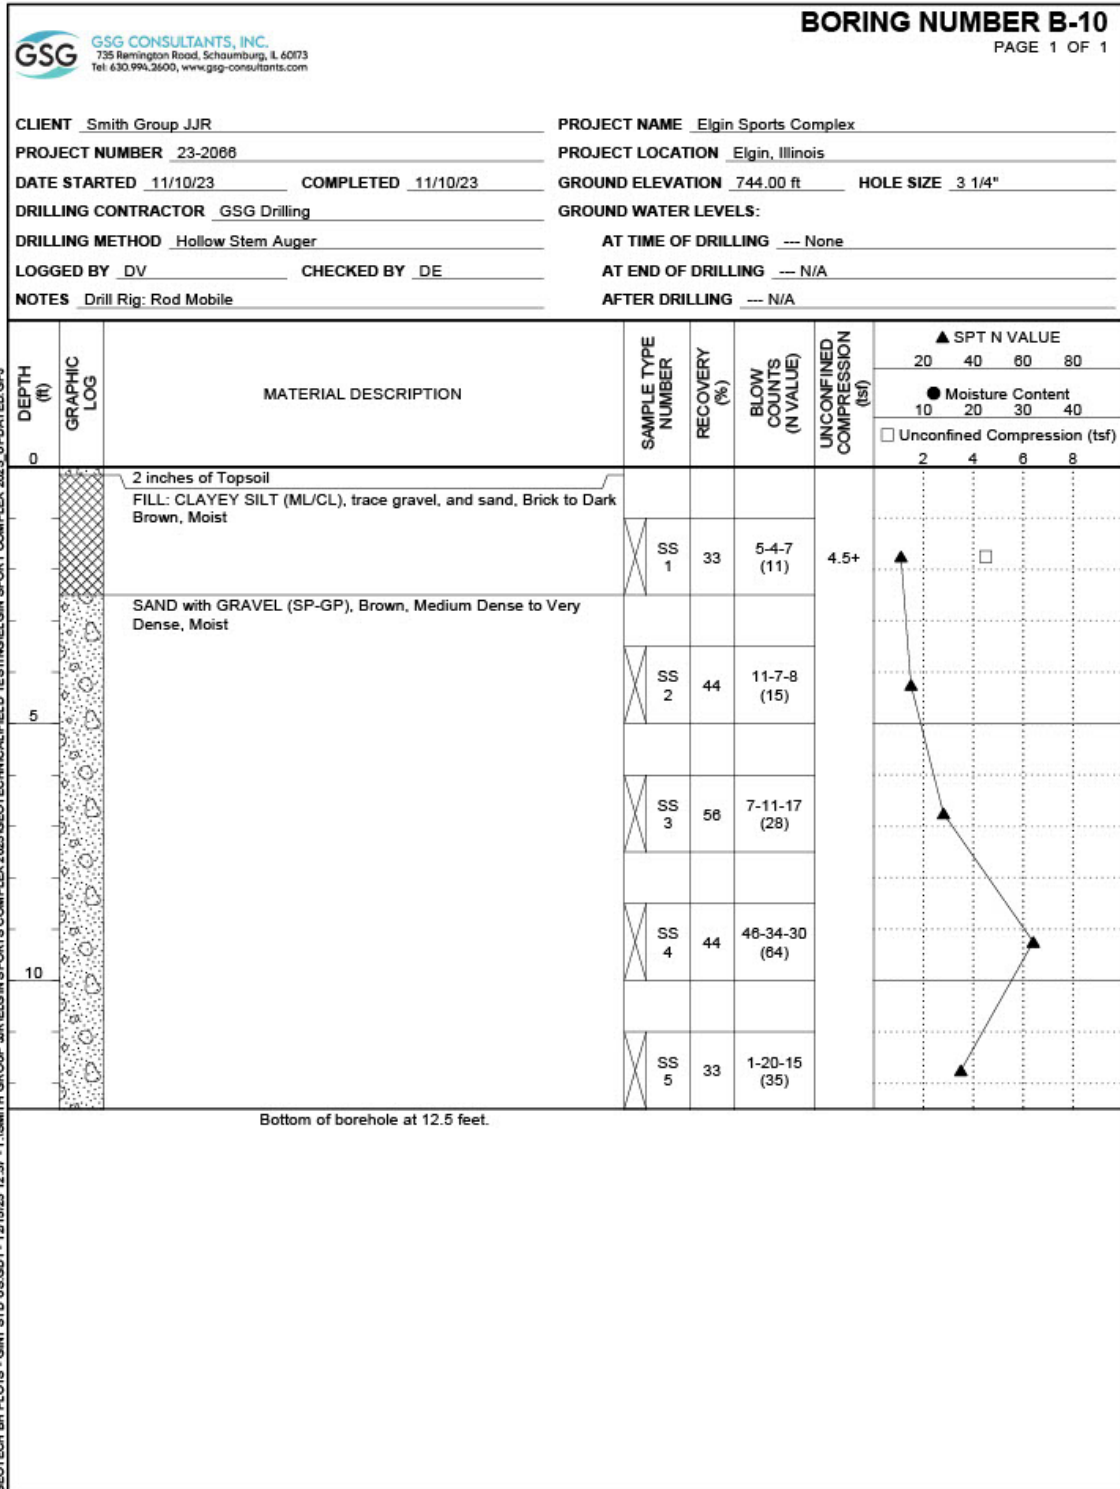 BORING NUMBER B-10
PAGE 1 OF 1
GSG
GSG CONSULTANTS, INC.
735 Remington Road, Schaumburg, IL 60173
Tel: 630.994.2600, www.gsg-consultants.com
CLIENT Smith Group JJR
PROJECT NAME Elgin Sports Complex
PROJECT NUMBER 23-2066
PROJECT LOCATION Elgin, Illinois
DATE STARTED 11/10/23 COMPLETED 11/10/23
GROUND ELEVATION 744.00 ft HOLE SIZE 3 1/4"
DRILLING CONTRACTOR GSG Drilling
GROUND WATER LEVELS:
DRILLING METHOD Hollow Stem Auger
AT TIME OF DRILLING --- None
LOGGED BY DV CHECKED BY DE
AT END OF DRILLING --- N/A
NOTES Drill Rig: Rod Mobile
AFTER DRILLING --- N/A
DEPTH (ft)
GRAPHIC LOG
MATERIAL DESCRIPTION
SAMPLE TYPE NUMBER
RECOVERY (%)
BLOW COUNTS (N VALUE)
UNCONFINED COMPRESSION (tsf)
▲ SPT N VALUE
20 40 60 80
● Moisture Content
10 20 30 40
□ Unconfined Compression (tsf)
2 4 6 8
0
2 inches of Topsoil
FILL: CLAYEY SILT (ML/CL), trace gravel, and sand, Brick to Dark
Brown, Moist
SS 1 33 5-4-7 (11) 4.5+
SAND with GRAVEL (SP-GP), Brown, Medium Dense to Very
Dense, Moist
SS 2 44 11-7-8 (15)
5
SS 3 56 7-11-17 (28)
SS 4 44 46-34-30 (64)
10
SS 5 33 1-20-15 (35)
Bottom of borehole at 12.5 feet.